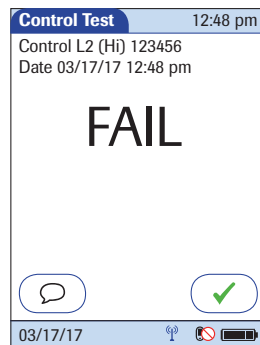 Control Test 12:48 pm
Control L2 (Hi) 123456
Date 03/17/17 12:48 pm
FAIL
03/17/17